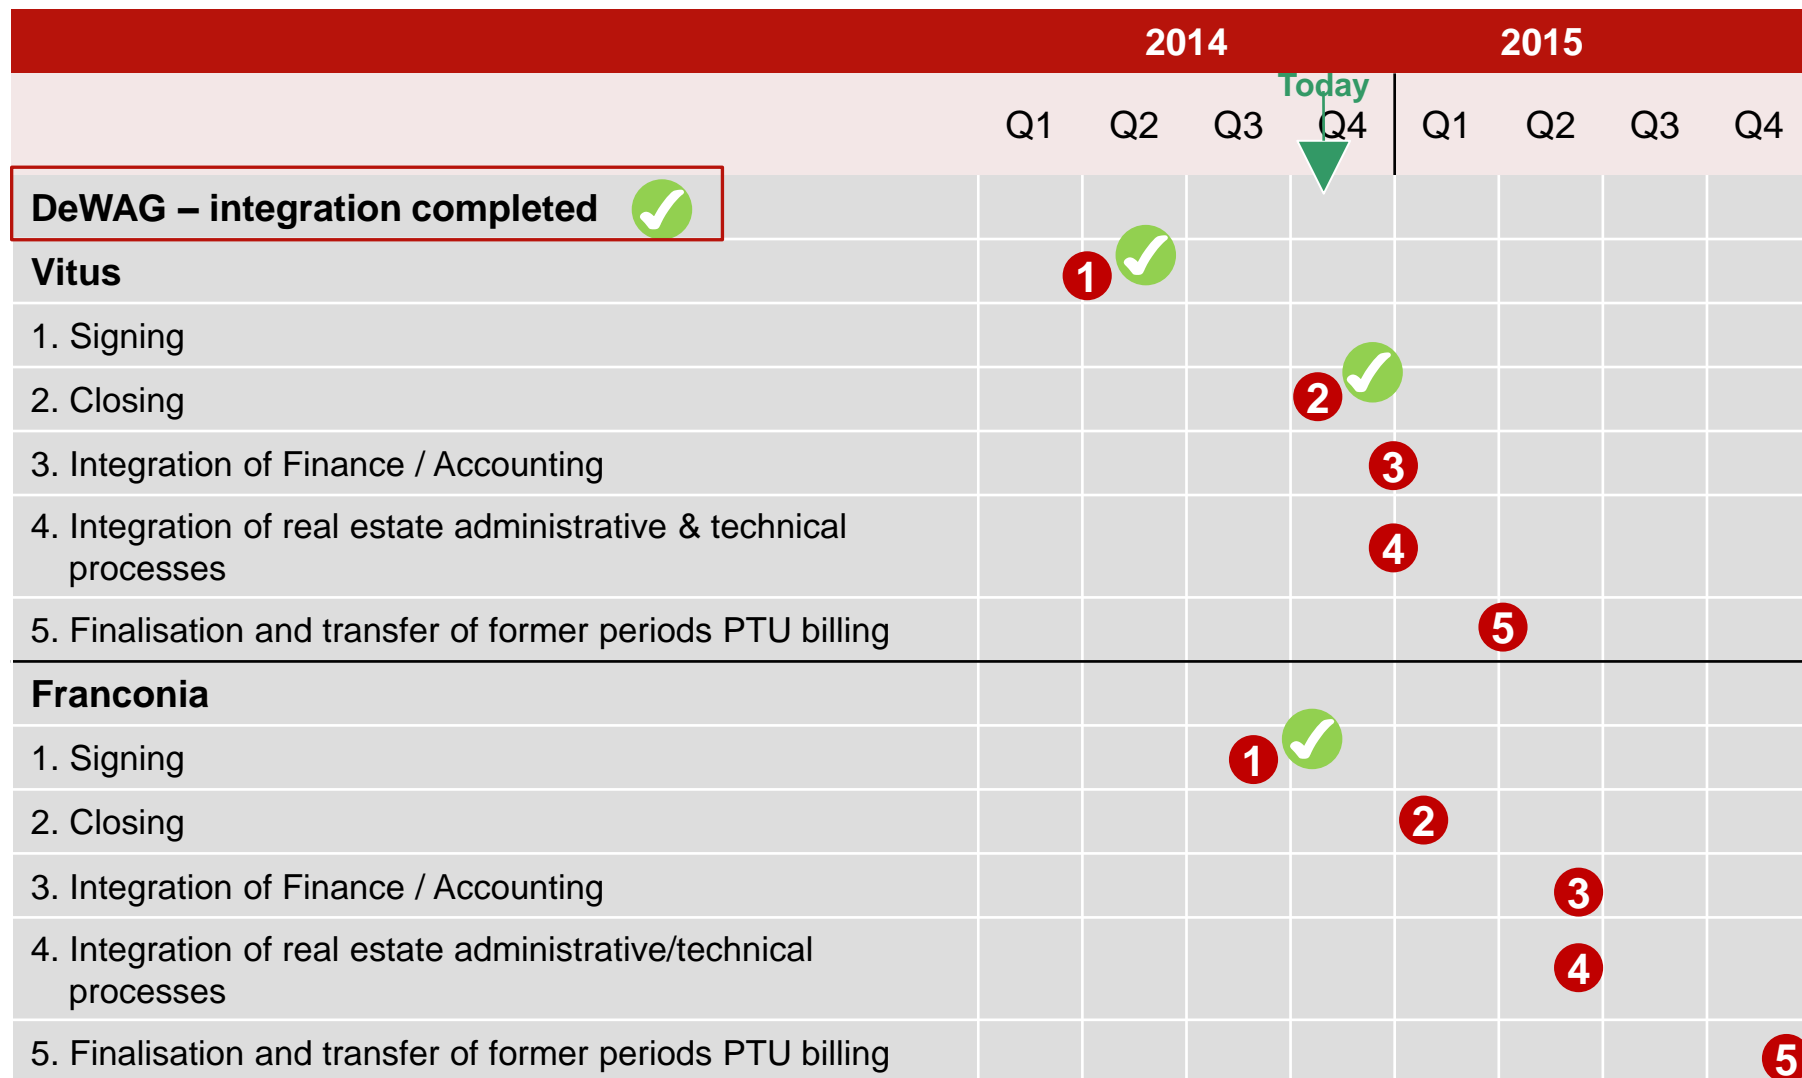 2014 2015
Today
Q1 Q2 Q3 Q4 Q1 Q2 Q3 Q4
DeWAG – integration completed
Vitus
1
1. Signing
2. Closing
2
3. Integration of Finance / Accounting
3
4. Integration of real estate administrative & technical
processes
4
5. Finalisation and transfer of former periods PTU billing
5
Franconia
1. Signing
1
2. Closing
2
3. Integration of Finance / Accounting
3
4. Integration of real estate administrative/technical
processes
4
5. Finalisation and transfer of former periods PTU billing
5